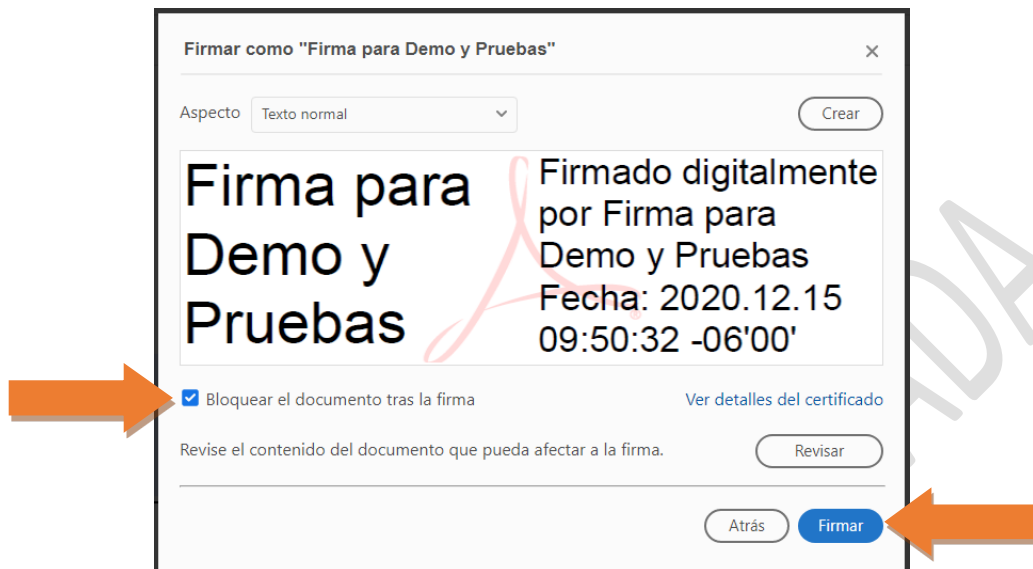 Firmar como "Firma para Demo y Pruebas"
Aspecto Texto normal Crear
Firma para
Demo y
Pruebas
Firmado digitalmente
por Firma para
Demo y Pruebas
Fecha: 2020.12.15
09:50:32 -06'00'
Bloquear el documento tras la firma Ver detalles del certificado
Revise el contenido del documento que pueda afectar a la firma. Revisar
Atrás Firmar
ADA